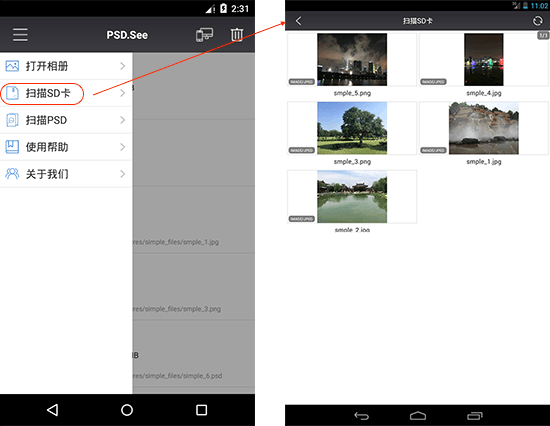 2:31
PSD.See
打开相册
扫描SD卡
扫描PSD
使用帮助
关于我们
B
res/simple_files/smple_1.jpg
res/simple_files/smple_3.png
MB
res/simple_files/simple_6.psd
11:02
扫描SD卡
1/1
IMAGE/JPEG
IMAGE/JPEG
smple_5.png
smple_4.jpg
IMAGE/JPEG
IMAGE/JPEG
smple_3.png
smple_1.jpg
IMAGE/JPEG
smple_2.jpg